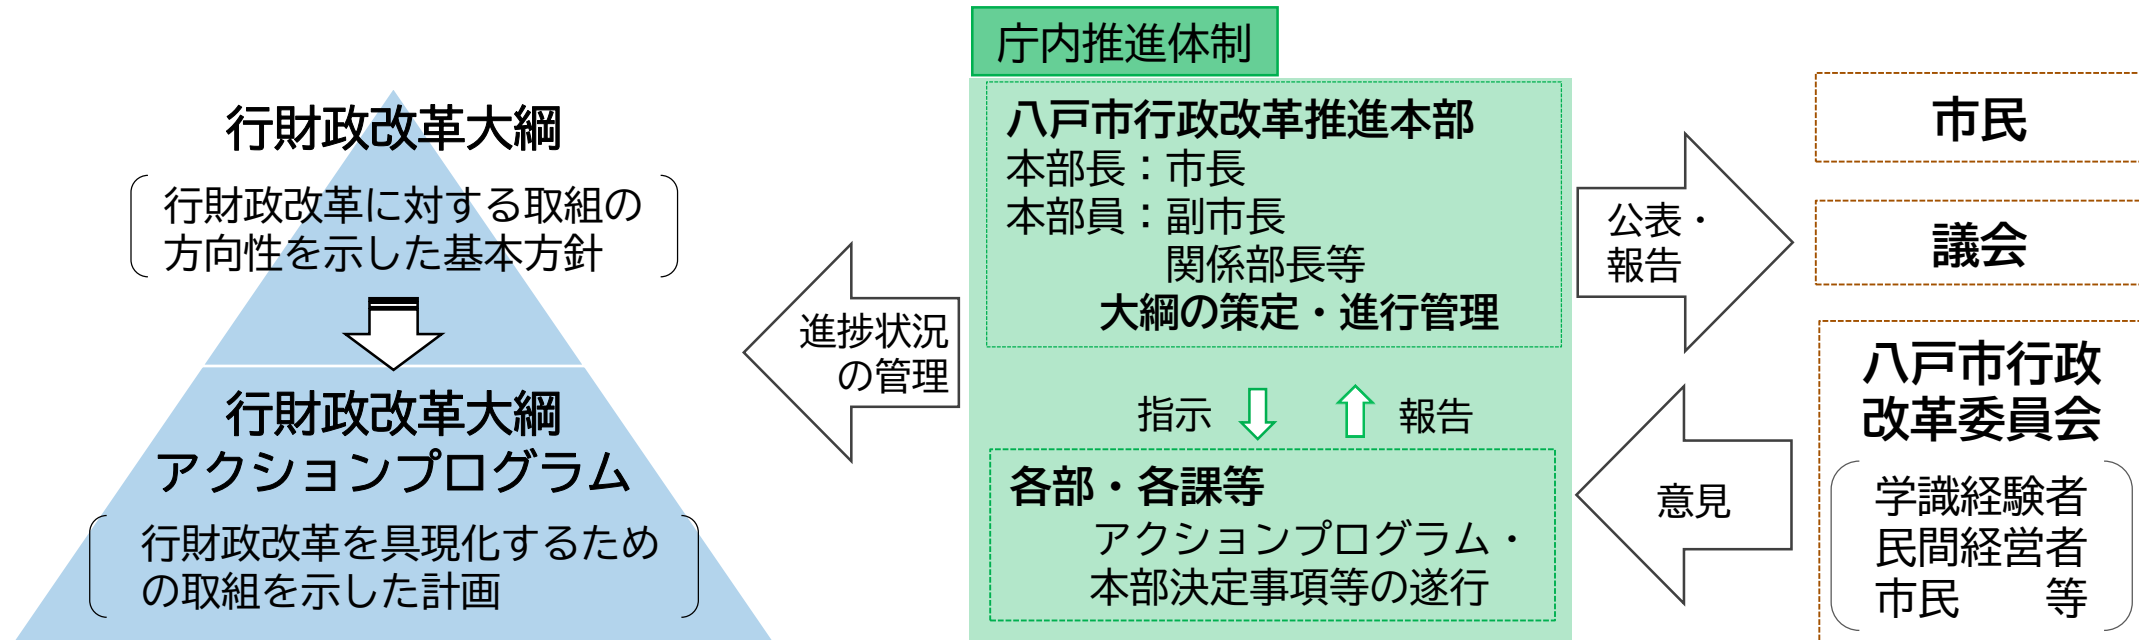 行財政改革大綱
行財政改革に対する取組の
方向性を示した基本方針
行財政改革大綱
アクションプログラム
行財政改革を具現化するため
の取組を示した計画
進捗状況
の管理
庁内推進体制
八戸市行政改革推進本部
本部長：市長
本部員：副市長
関係部長等
大綱の策定・進行管理
指示
報告
各部・各課等
アクションプログラム・
本部決定事項等の遂行
公表・
報告
意見
市民
議会
八戸市行政
改革委員会
学識経験者
民間経営者
市民　　等